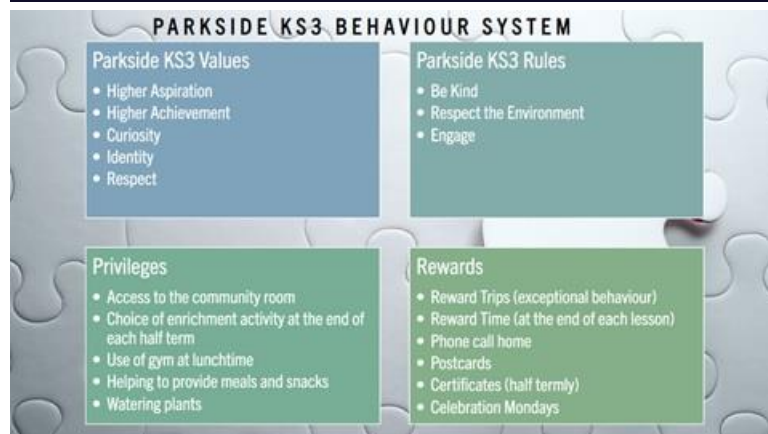 PARKSIDE KS3 BEHAVIOUR SYSTEM
Parkside KS3 Values
• Higher Aspiration
• Higher Achievement
• Curiosity
• Identity
• Respect
Parkside KS3 Rules
• Be Kind
• Respect the Environment
• Engage
Privileges
• Access to the community room
• Choice of enrichment activity at the end of
each half term
• Use of gym at lunchtime
• Helping to provide meals and snacks
• Watering plants
Rewards
• Reward Trips (exceptional behaviour)
• Reward Time (at the end of each lesson)
• Phone call home
• Postcards
• Certificates (half termly)
• Celebration Mondays